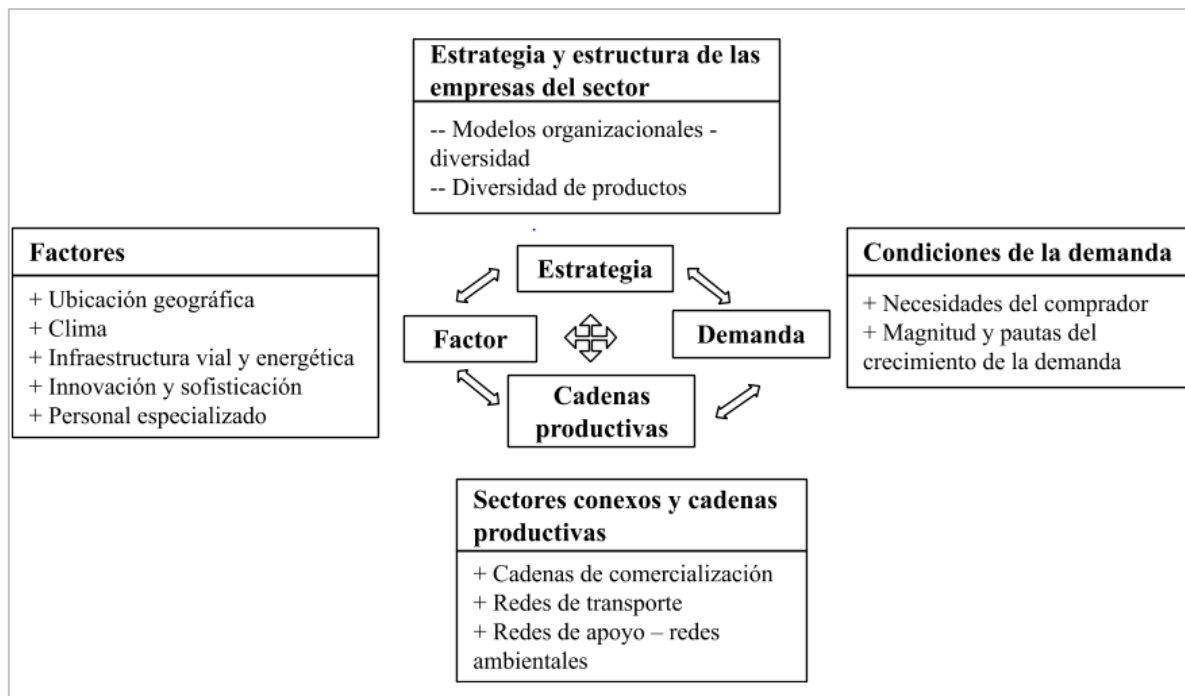 Estrategia y estructura de las
empresas del sector
-- Modelos organizacionales -
diversidad
-- Diversidad de productos
Factores
+ Ubicación geográfica
+ Clima
+ Infraestructura vial y energética
+ Innovación y sofisticación
+ Personal especializado
Estrategia
Factor
Demanda
Cadenas
productivas
Condiciones de la demanda
+ Necesidades del comprador
+ Magnitud y pautas del
crecimiento de la demanda
Sectores conexos y cadenas
productivas
+ Cadenas de comercialización
+ Redes de transporte
+ Redes de apoyo – redes
ambientales